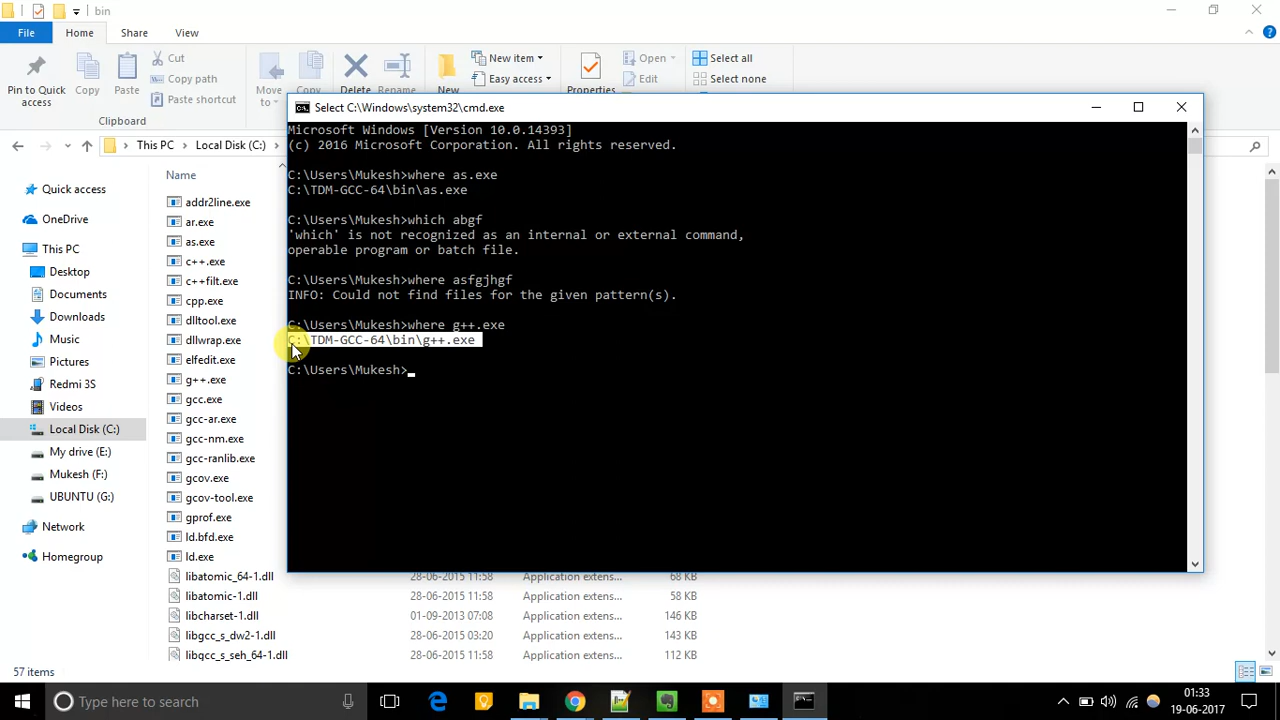 bin
File
Home
Share
View
Pin to Quick
access
Copy
Paste
Cut
Copy path
Paste shortcut
Clipboard
Move
to
Delete
Rename
New
New item
Easy access
Properties
Open
Edit
Select all
Select none
This PC
Local Disk (C:)
Select C:\Windows\system32\cmd.exe
Microsoft Windows [Version 10.0.14393]
(c) 2016 Microsoft Corporation. All rights reserved.
C:\Users\Mukesh>where as.exe
C:\TDM-GCC-64\bin\as.exe
C:\Users\Mukesh>which abgf
'which' is not recognized as an internal or external command,
operable program or batch file.
C:\Users\Mukesh>where asfgjhgf
INFO: Could not find files for the given pattern(s).
C:\Users\Mukesh>where g++.exe
C:\TDM-GCC-64\bin\g++.exe
C:\Users\Mukesh>
Quick access
OneDrive
This PC
Desktop
Documents
Downloads
Music
Pictures
Redmi 3S
Videos
Local Disk (C:)
My drive (E:)
Mukesh (F:)
UBUNTU (G:)
Network
Homegroup
Name
addr2line.exe
ar.exe
as.exe
c++.exe
c++filt.exe
cpp.exe
dlltool.exe
dllwrap.exe
elfedit.exe
g++.exe
gcc.exe
gcc-ar.exe
gcc-nm.exe
gcc-ranlib.exe
gcov.exe
gcov-tool.exe
gprof.exe
ld.bfd.exe
ld.exe
libatomic_64-1.dll 28-06-2015 11:58 Application extens... 68 KB
libatomic-1.dll 28-06-2015 11:58 Application extens... 58 KB
libcharset-1.dll 01-09-2013 07:08 Application extens... 146 KB
libgcc_s_dw2-1.dll 28-06-2015 03:20 Application extens... 143 KB
libgcc_s_seh_64-1.dll 28-06-2015 11:58 Application extens... 112 KB
57 items
Type here to search
01:33
19-06-2017